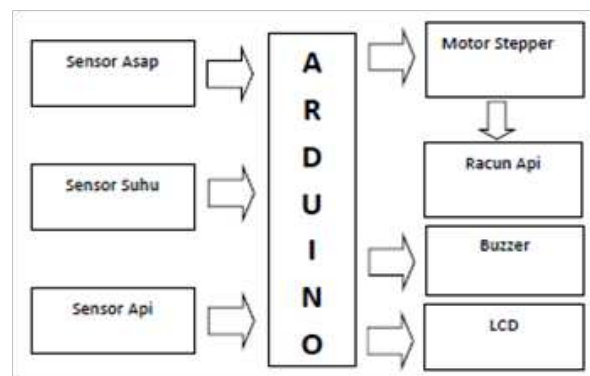 Sensor Asap
Sensor Suhu
Sensor Api
A
R
D
U
I
N
O
Motor Stepper
Racun Api
Buzzer
LCD